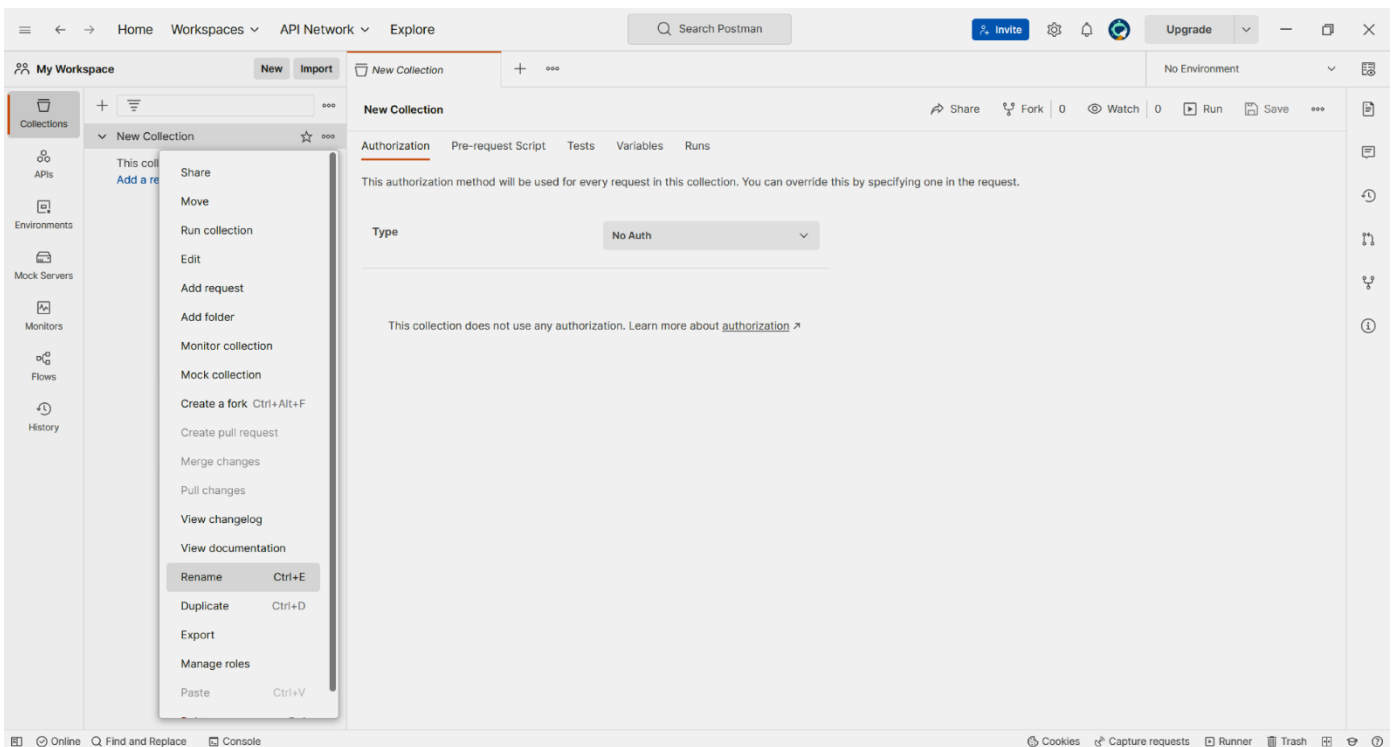 Home Workspaces API Network Explore Search Postman Invite Upgrade
My Workspace New Import New Collection No Environment
Collections
New Collection
This coll
Add a re
APIs
Environments
Mock Servers
Monitors
Flows
History
Share
Move
Run collection
Edit
Add request
Add folder
Monitor collection
Mock collection
Create a fork Ctrl+Alt+F
Create pull request
Merge changes
Pull changes
View changelog
View documentation
Rename Ctrl+E
Duplicate Ctrl+D
Export
Manage roles
Paste Ctrl+V
New Collection Share Fork 0 Watch 0 Run Save
Authorization Pre-request Script Tests Variables Runs
This authorization method will be used for every request in this collection. You can override this by specifying one in the request.
Type No Auth
This collection does not use any authorization. Learn more about authorization ↗
Online Find and Replace Console Cookies Capture requests Runner Trash